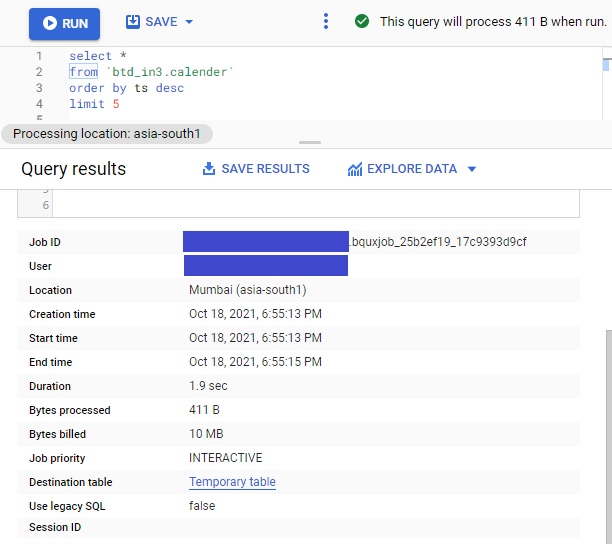 RUN SAVE This query will process 411 B when run.
1 select *
2 from `btd_in3.calender`
3 order by ts desc
4 limit 5
Processing location: asia-south1
Query results SAVE RESULTS EXPLORE DATA
6
Job ID .bquxjob_25b2ef19_17c9393d9cf
User
Location Mumbai (asia-south1)
Creation time Oct 18, 2021, 6:55:13 PM
Start time Oct 18, 2021, 6:55:13 PM
End time Oct 18, 2021, 6:55:15 PM
Duration 1.9 sec
Bytes processed 411 B
Bytes billed 10 MB
Job priority INTERACTIVE
Destination table Temporary table
Use legacy SQL false
Session ID